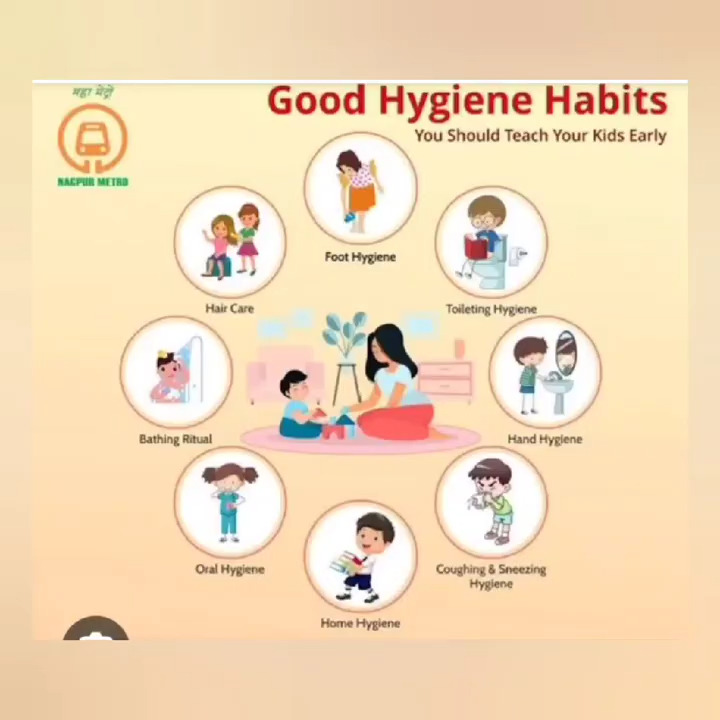 महा मेट्रो
NAGPUR METRO
Good Hygiene Habits
You Should Teach Your Kids Early
Foot Hygiene
Hair Care
Toileting Hygiene
Bathing Ritual
Hand Hygiene
Oral Hygiene
Coughing & Sneezing
Hygiene
Home Hygiene